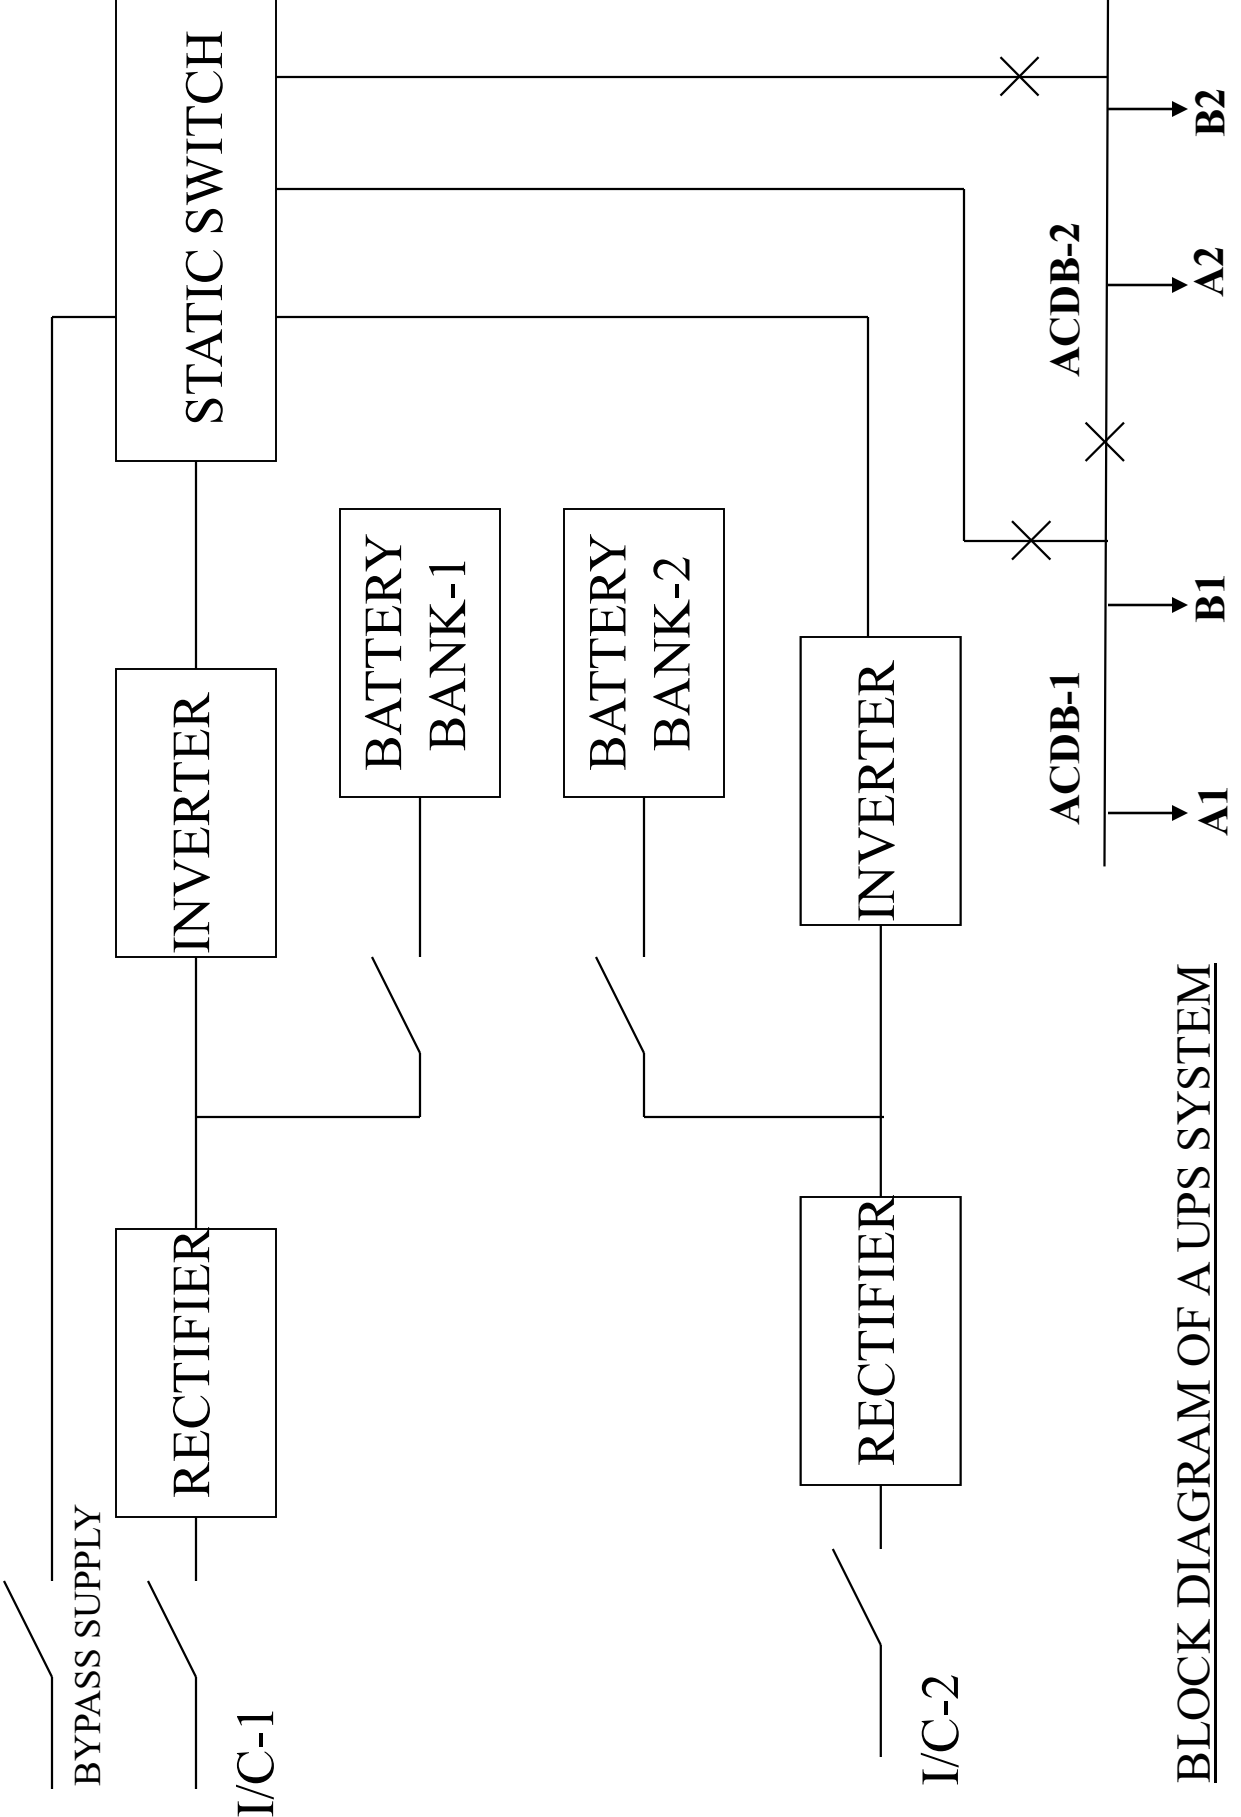 BYPASS SUPPLY
STATIC SWITCH
I/C-1
RECTIFIER
INVERTER
BATTERY
BANK-1
BATTERY
BANK-2
I/C-2
RECTIFIER
INVERTER
ACDB-1
ACDB-2
A1
B1
A2
B2
BLOCK DIAGRAM OF A UPS SYSTEM